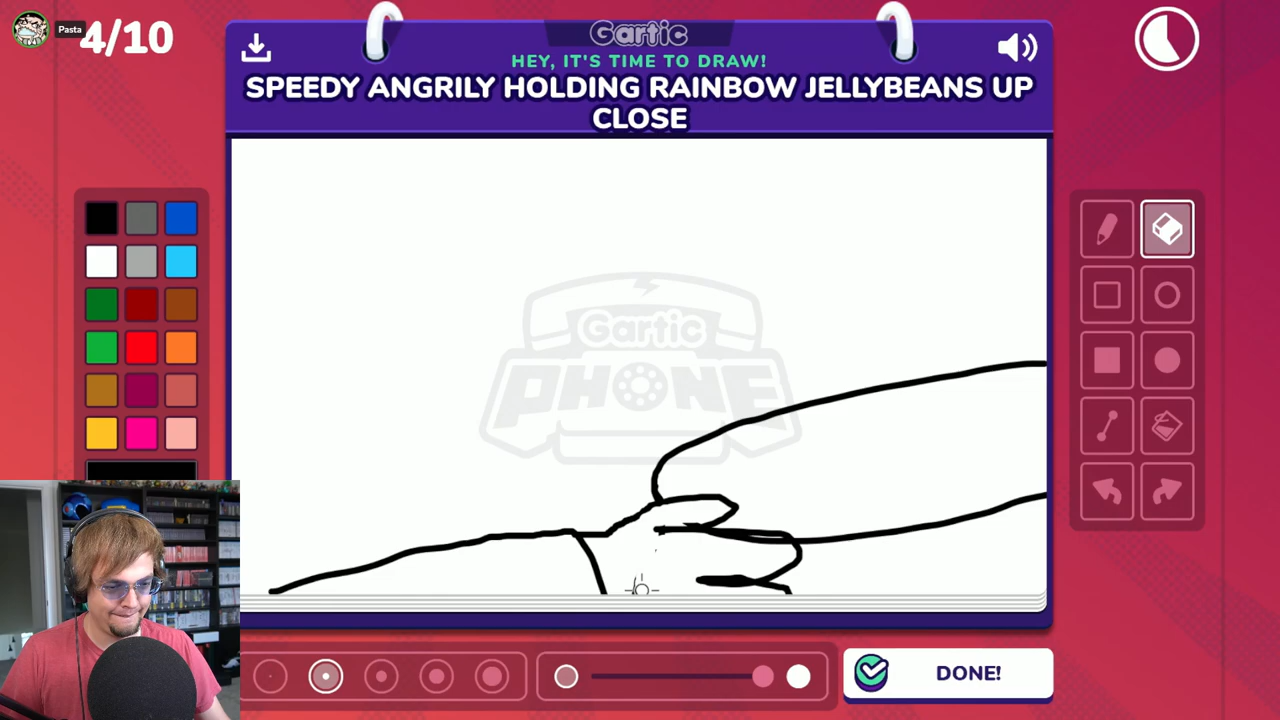 Pasta
4/10
Gartic
HEY, IT'S TIME TO DRAW!
SPEEDY ANGRILY HOLDING RAINBOW JELLYBEANS UP
CLOSE
Gartic
PHONE
DONE!